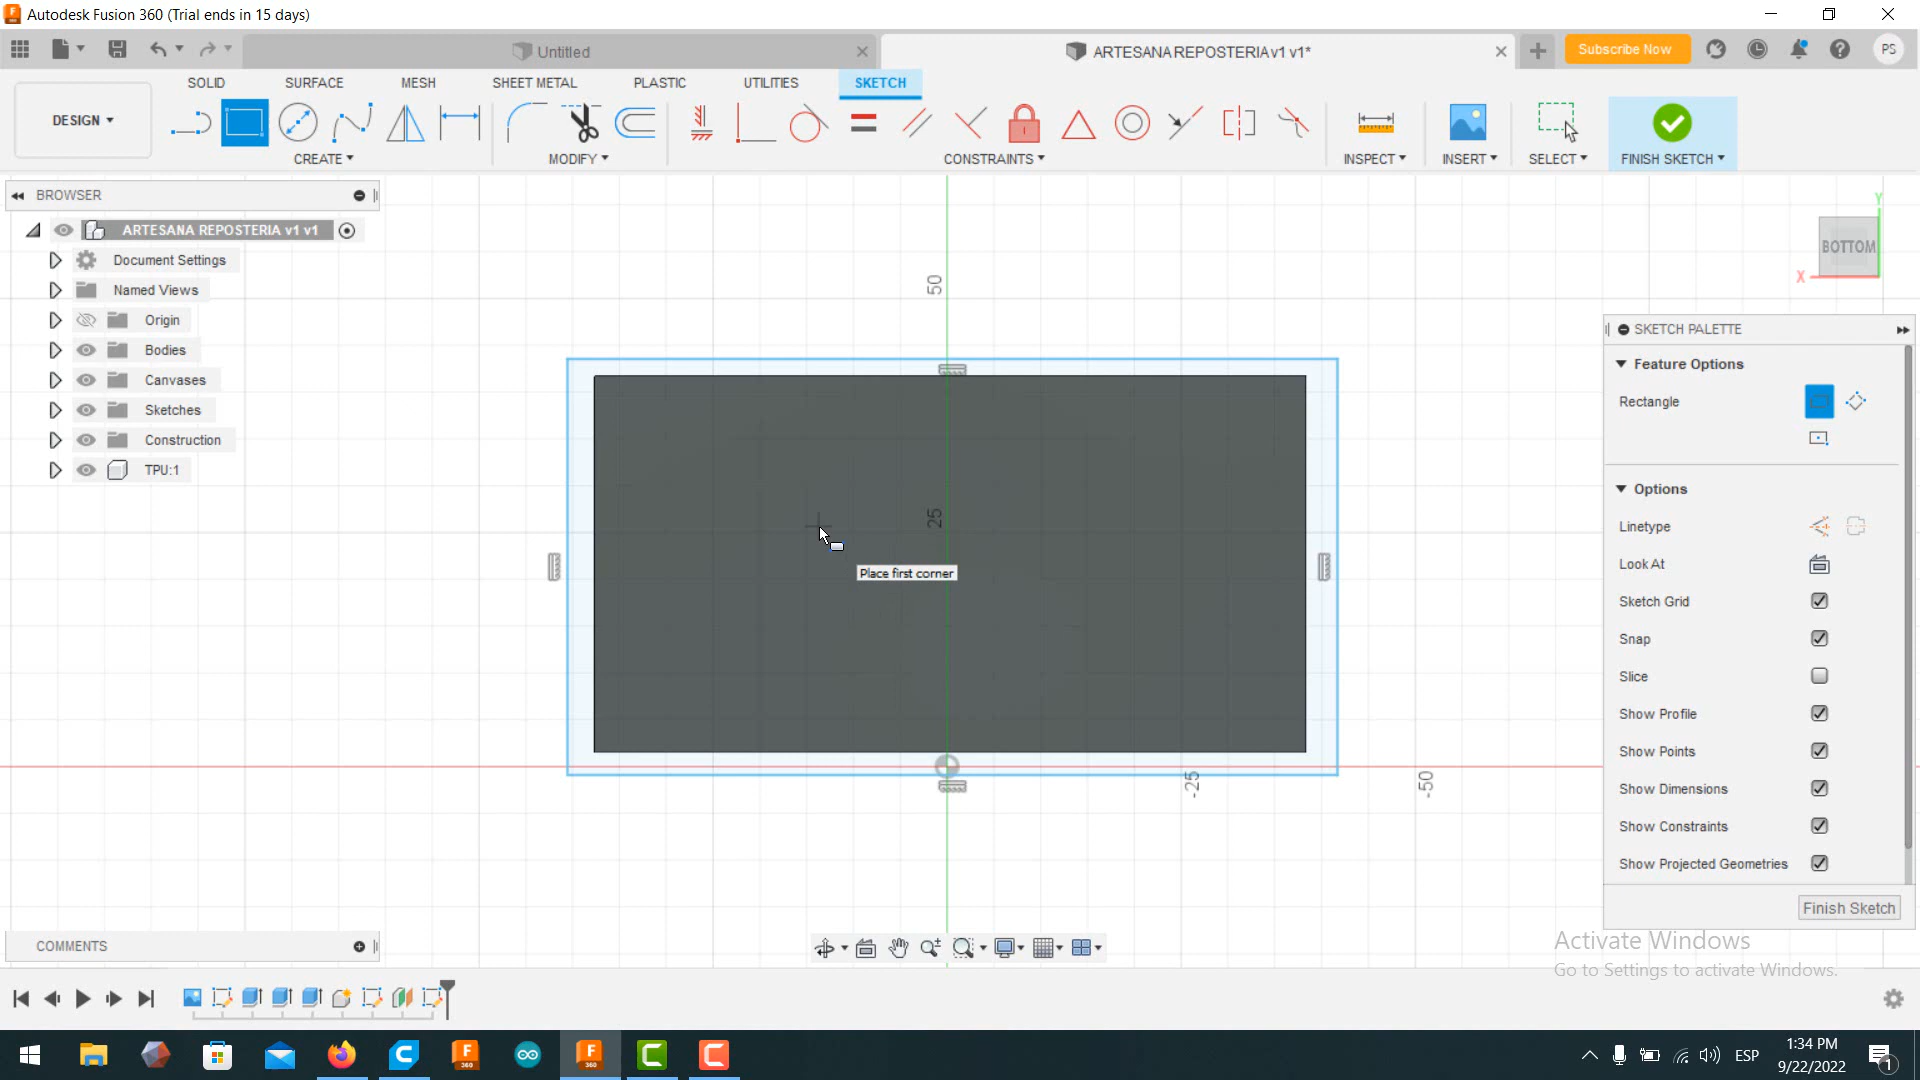 Autodesk Fusion 360 (Trial ends in 15 days)
Untitled
ARTESANA REPOSTERIA v1 v1*
Subscribe Now
PS
SOLID
SURFACE
MESH
SHEET METAL
PLASTIC
UTILITIES
SKETCH
DESIGN
CREATE
MODIFY
CONSTRAINTS
INSPECT
INSERT
SELECT
FINISH SKETCH
BROWSER
ARTESANA REPOSTERIA v1 v1
Document Settings
Named Views
Origin
Bodies
Canvases
Sketches
Construction
TPU:1
50
25
-25
-50
Place first corner
Y
BOTTOM
X
SKETCH PALETTE
Feature Options
Rectangle
Options
Linetype
Look At
Sketch Grid
Snap
Slice
Show Profile
Show Points
Show Dimensions
Show Constraints
Show Projected Geometries
Finish Sketch
Activate Windows
Go to Settings to activate Windows.
COMMENTS
F
360
F
360
ESP
1:34 PM
9/22/2022
1